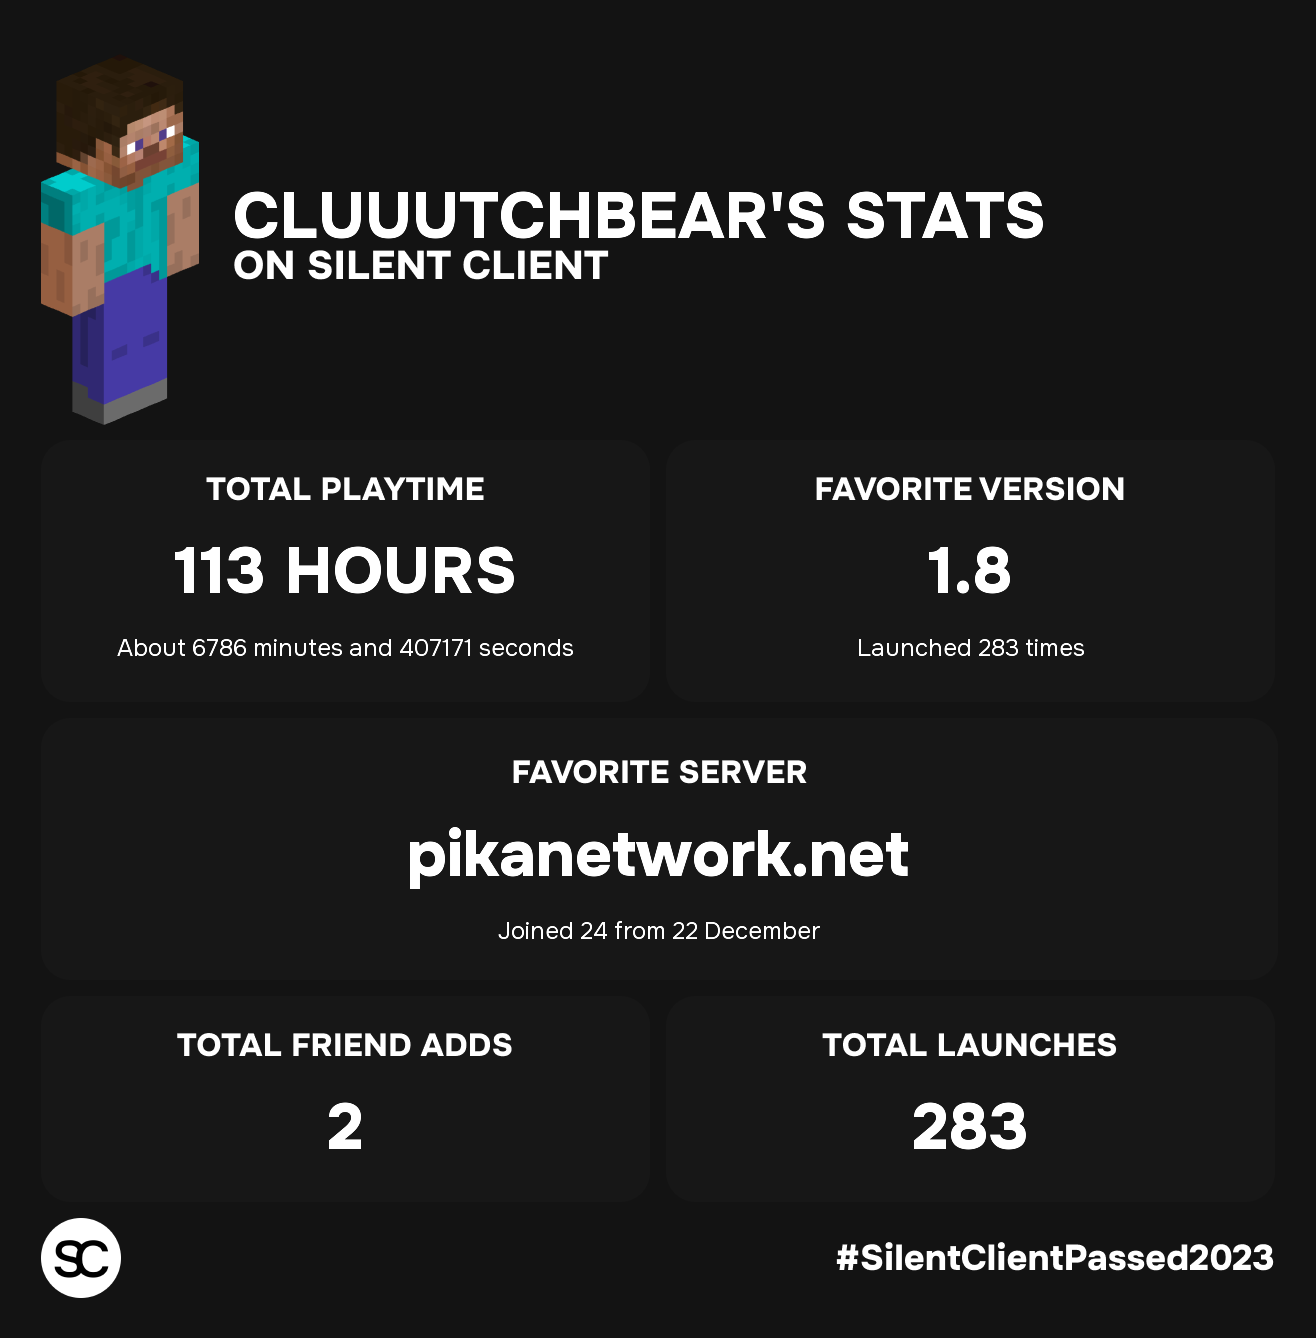 CLUUUTCHBEAR'S STATS
ON SILENT CLIENT
TOTAL PLAYTIME
113 HOURS
About 6786 minutes and 407171 seconds
FAVORITE VERSION
1.8
Launched 283 times
FAVORITE SERVER
pikanetwork.net
Joined 24 from 22 December
TOTAL FRIEND ADDS
2
TOTAL LAUNCHES
283
SC
#SilentClientPassed2023